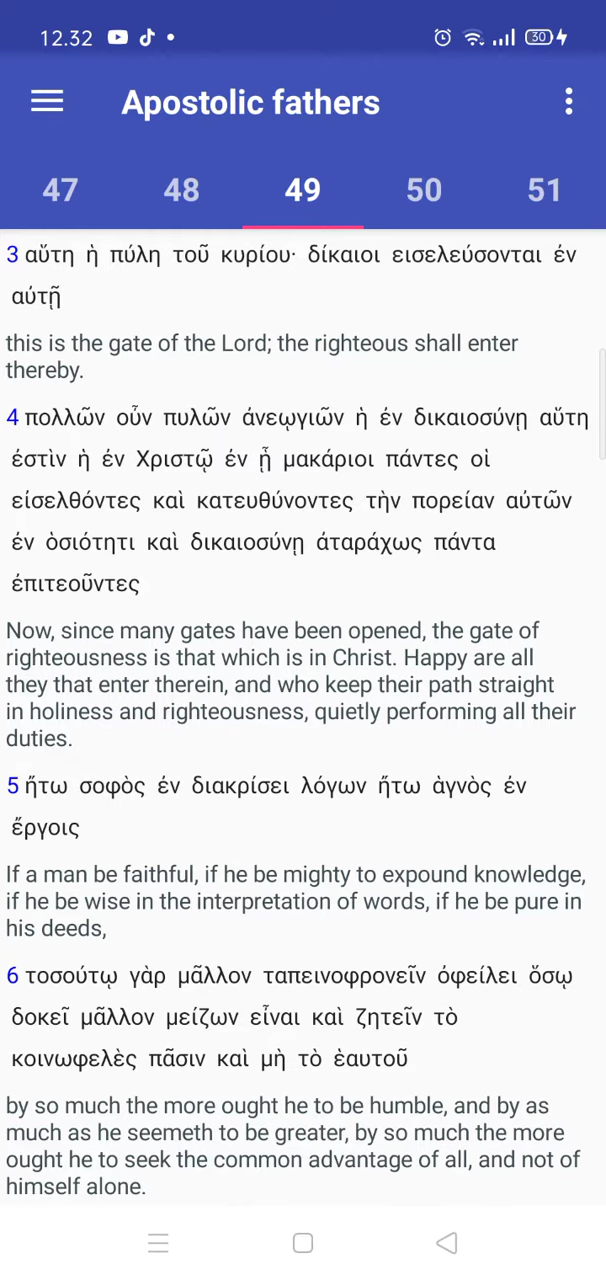 12.32
30
Apostolic fathers
47 48 49 50 51
3 αὕτη ἡ πύλη τοῦ κυρίου· δίκαιοι εισελεύσονται ἐν
αὐτῇ
this is the gate of the Lord; the righteous shall enter
thereby.
4 πολλῶν οὖν πυλῶν ἀνεῳγιῶν ἡ ἐν δικαιοσύνῃ αὕτη
ἐστὶν ἡ ἐν Χριστῷ ἐν ᾗ μακάριοι πάντες οἱ
εἰσελθόντες καὶ κατευθύνοντες τὴν πορείαν αὐτῶν
ἐν ὁσιότητι καὶ δικαιοσύνῃ ἀταράχως πάντα
ἐπιτεοῦντες
Now, since many gates have been opened, the gate of
righteousness is that which is in Christ. Happy are all
they that enter therein, and who keep their path straight
in holiness and righteousness, quietly performing all their
duties.
5 ἤτω σοφὸς ἐν διακρίσει λόγων ἤτω ἁγνὸς ἐν
ἔργοις
If a man be faithful, if he be mighty to expound knowledge,
if he be wise in the interpretation of words, if he be pure in
his deeds,
6 τοσούτῳ γὰρ μᾶλλον ταπεινοφρονεῖν ὀφείλει ὅσῳ
δοκεῖ μᾶλλον μείζων εἶναι καὶ ζητεῖν τὸ
κοινωφελὲς πᾶσιν καὶ μὴ τὸ ἑαυτοῦ
by so much the more ought he to be humble, and by as
much as he seemeth to be greater, by so much the more
ought he to seek the common advantage of all, and not of
himself alone.